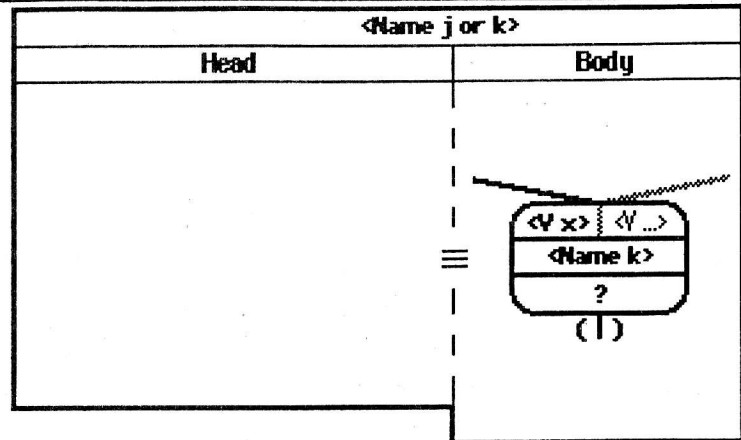 <Name j or k>
Head Body
≡
<V x> <V ...>
<Name k>
?
( | )